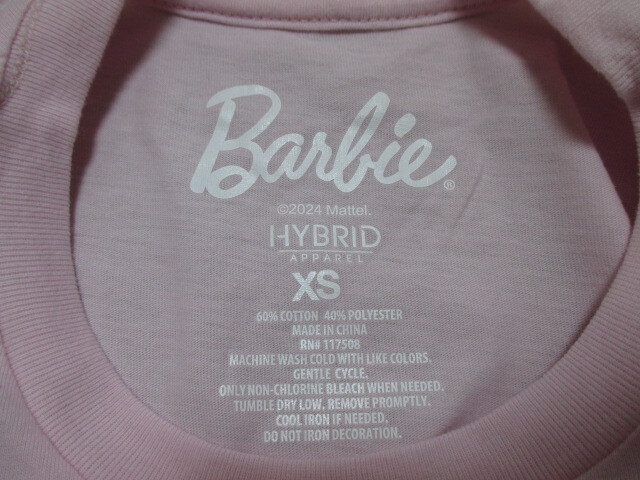 Barbie®
©2024 Mattel.
HYBRID
APPAREL
XS
60% COTTON 40% POLYESTER
MADE IN CHINA
RN# 117508
MACHINE WASH COLD WITH LIKE COLORS.
GENTLE CYCLE.
ONLY NON-CHLORINE BLEACH WHEN NEEDED.
TUMBLE DRY LOW. REMOVE PROMPTLY.
COOL IRON IF NEEDED.
DO NOT IRON DECORATION.